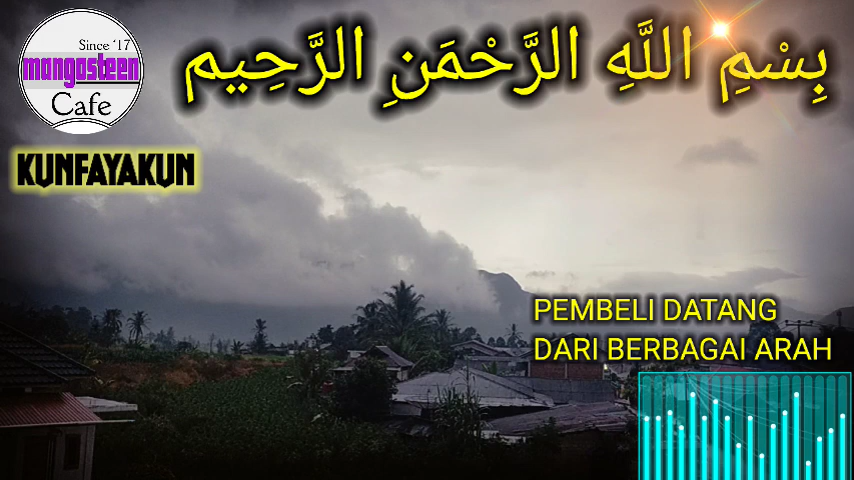 Since '17
mangosteen
Cafe
بِسْمِ اللَّهِ الرَّحْمَنِ الرَّحِيم
KUNFAYAKUN
PEMBELI DATANG
DARI BERBAGAI ARAH